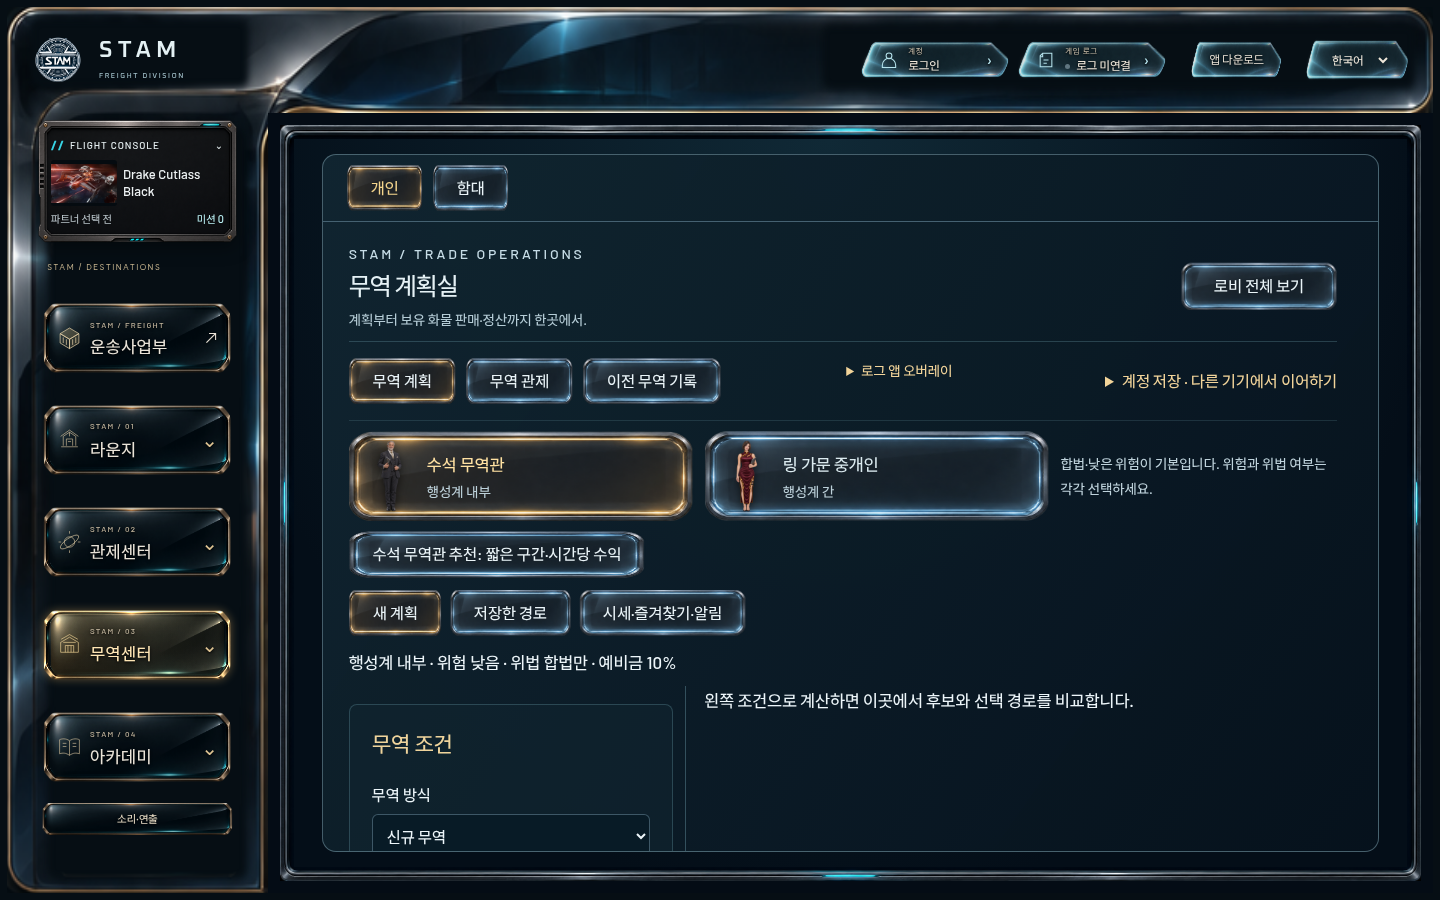 STAM
FREIGHT DIVISION
STAM
계정
로그인
게임 로그
로그 미연결
앱 다운로드
한국어
// FLIGHT CONSOLE
Drake Cutlass
Black
파트너 선택 전
미션 0
STAM / DESTINATIONS
STAM / FREIGHT
운송사업부
STAM / 01
라운지
STAM / 02
관제센터
STAM / 03
무역센터
STAM / 04
아카데미
소리·연출
개인
함대
STAM / TRADE OPERATIONS
무역 계획실
계획부터 보유 화물 판매·정산까지 한곳에서.
로비 전체 보기
무역 계획
무역 관제
이전 무역 기록
▶ 로그 앱 오버레이
▶ 계정 저장 · 다른 기기에서 이어하기
수석 무역관
행성계 내부
링 가문 중개인
행성계 간
합법·낮은 위험이 기본입니다. 위험과 위법 여부는
각각 선택하세요.
수석 무역관 추천: 짧은 구간·시간당 수익
새 계획
저장한 경로
시세·즐겨찾기·알림
행성계 내부 · 위험 낮음 · 위법 합법만 · 예비금 10%
왼쪽 조건으로 계산하면 이곳에서 후보와 선택 경로를 비교합니다.
무역 조건
무역 방식
신규 무역